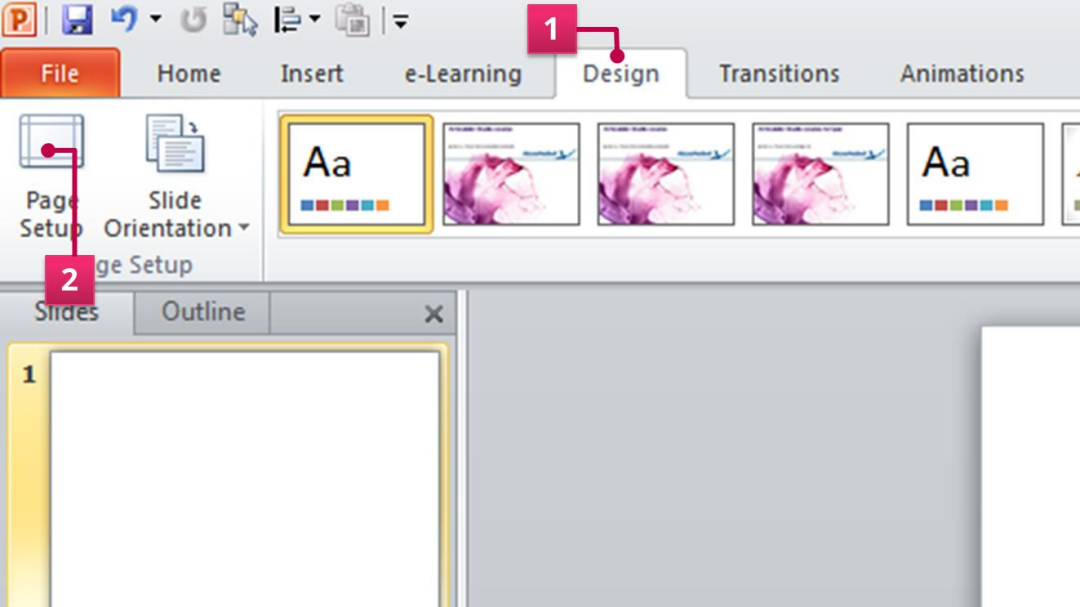 P
1
File Home Insert e-Learning Design Transitions Animations
Aa
Aa
Page
Setup
Slide
Orientation
2
ge Setup
Slides Outline
1